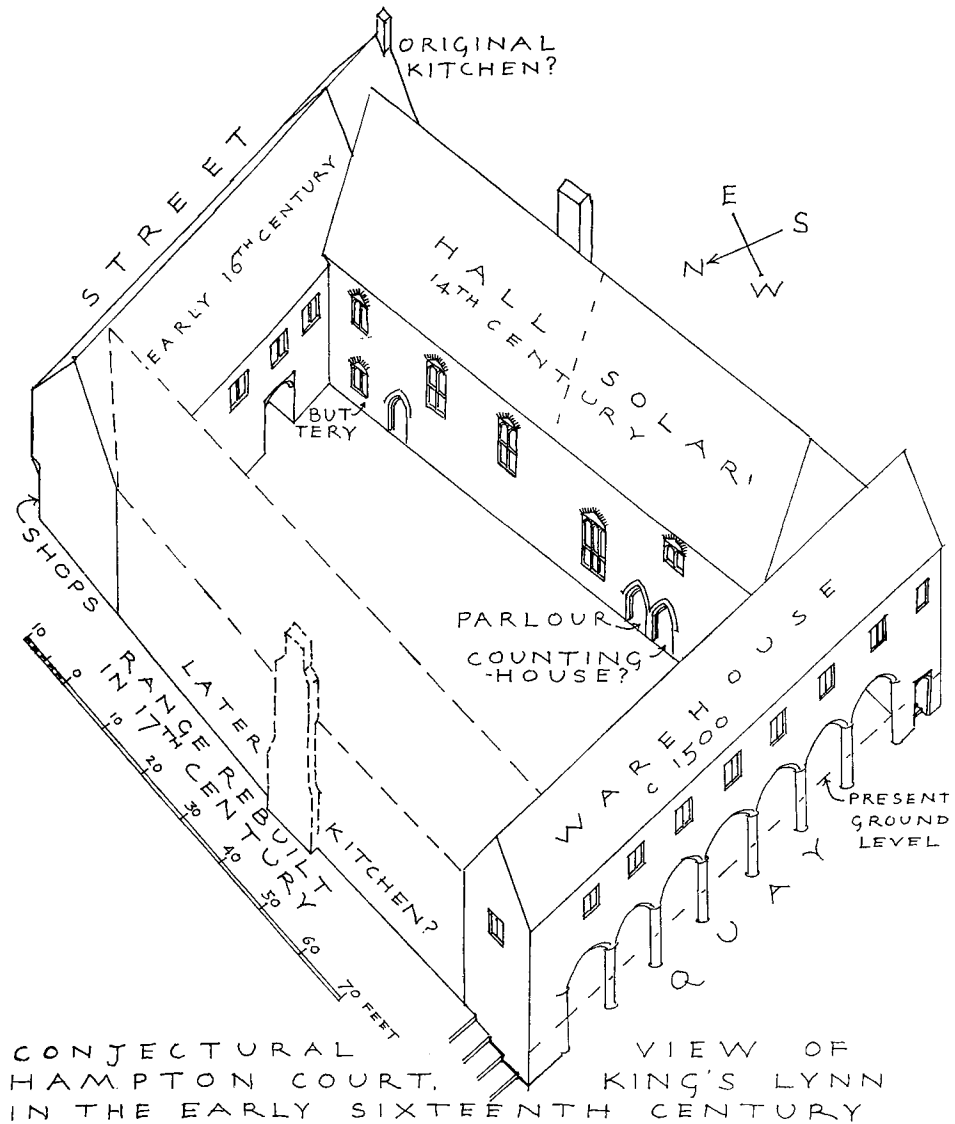 ORIGINAL
KITCHEN?
STREET
EARLY 16TH CENTURY
E
S
N
W
HALL
14TH CENTURY
SOLAR
BUT
TERY
SHOPS
PARLOUR
COUNTING
-HOUSE?
WAREHOUSE
C 1500
PRESENT
GROUND
LEVEL
QUAY
LATER
RANGE REBUILT
IN 17TH CENTURY
KITCHEN?
10
0
10
20
30
40
50
60
70 FEET
CONJECTURAL VIEW OF
HAMPTON COURT, KING'S LYNN
IN THE EARLY SIXTEENTH CENTURY